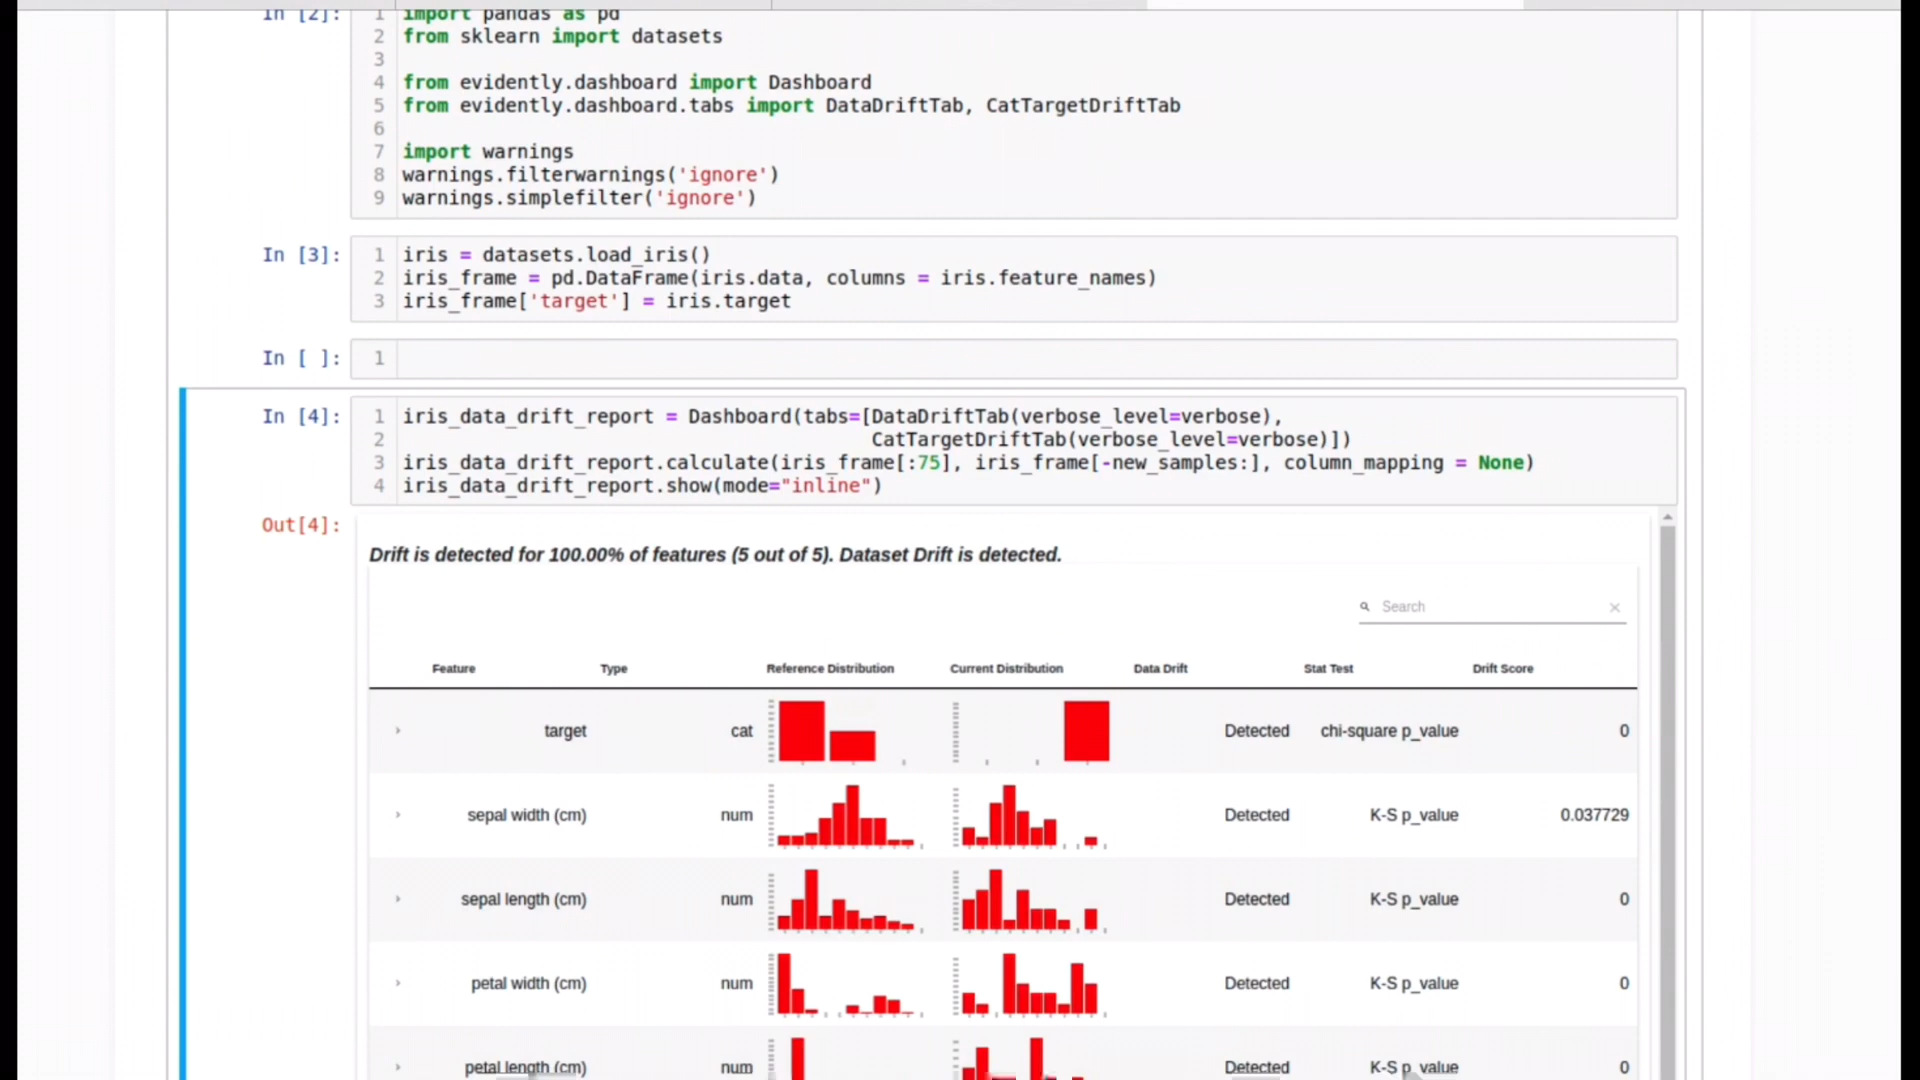 In [2]:
1 import pandas as pd
2 from sklearn import datasets
3
4 from evidently.dashboard import Dashboard
5 from evidently.dashboard.tabs import DataDriftTab, CatTargetDriftTab
6
7 import warnings
8 warnings.filterwarnings('ignore')
9 warnings.simplefilter('ignore')
In [3]:
1 iris = datasets.load_iris()
2 iris_frame = pd.DataFrame(iris.data, columns = iris.feature_names)
3 iris_frame['target'] = iris.target
In [ ]:
1
In [4]:
1 iris_data_drift_report = Dashboard(tabs=[DataDriftTab(verbose_level=verbose),
2 CatTargetDriftTab(verbose_level=verbose)])
3 iris_data_drift_report.calculate(iris_frame[:75], iris_frame[-new_samples:], column_mapping = None)
4 iris_data_drift_report.show(mode="inline")
Out[4]:
Drift is detected for 100.00% of features (5 out of 5). Dataset Drift is detected.
Search
Feature Type Reference Distribution Current Distribution Data Drift Stat Test Drift Score
target cat Detected chi-square p_value 0
sepal width (cm) num Detected K-S p_value 0.037729
sepal length (cm) num Detected K-S p_value 0
petal width (cm) num Detected K-S p_value 0
petal length (cm) num Detected K-S p_value 0